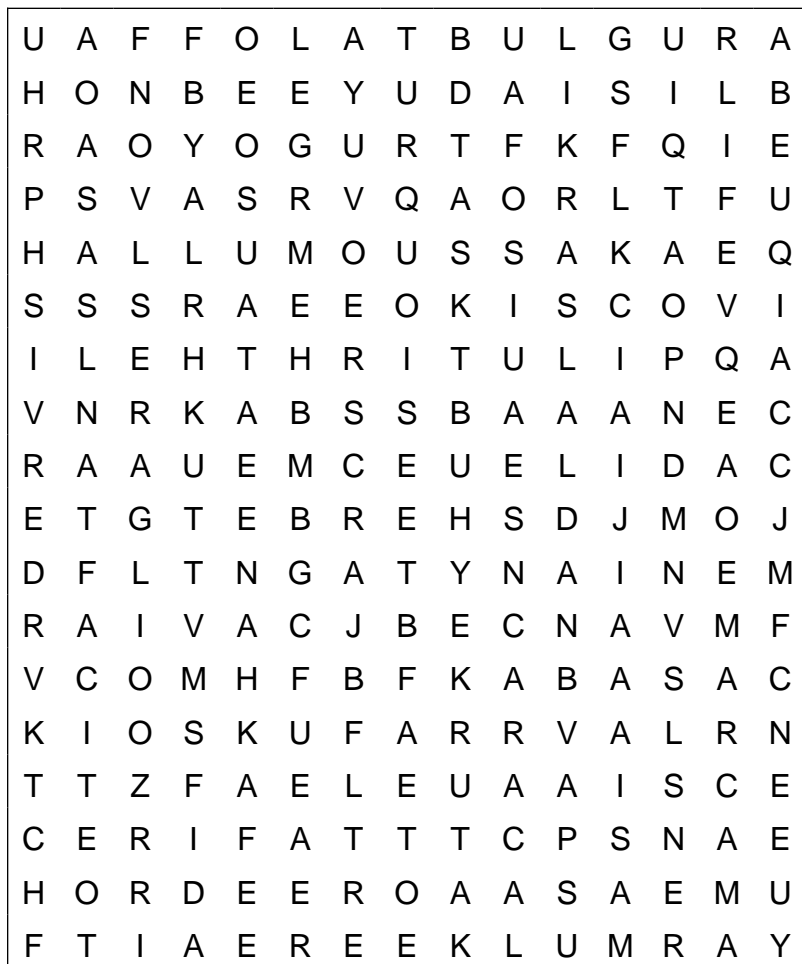 U A F F O L A T B U L G U R A
H O N B E E Y U D A I S I L B
R A O Y O G U R T F K F Q I E
P S V A S R V Q A O R L T F U
H A L L U M O U S S A K A E Q
S S S R A E E O K I S C O V I
I L E H T H R I T U L I P Q A
V N R K A B S S B A A A N E C
R A A U E M C E U E L I D A C
E T G T E B R E H S D J M O J
D F L T N G A T Y N A I N E M
R A I V A C J B E C N A V M F
V C O M H F B F K A B A S A C
K I O S K U F A R R V A L R N
T T Z F A E L E U A A I S C E
C E R I F A T T T C P S N A E
H O R D E E R O A A S A E M U
F T I A E R E E K L U M R A Y